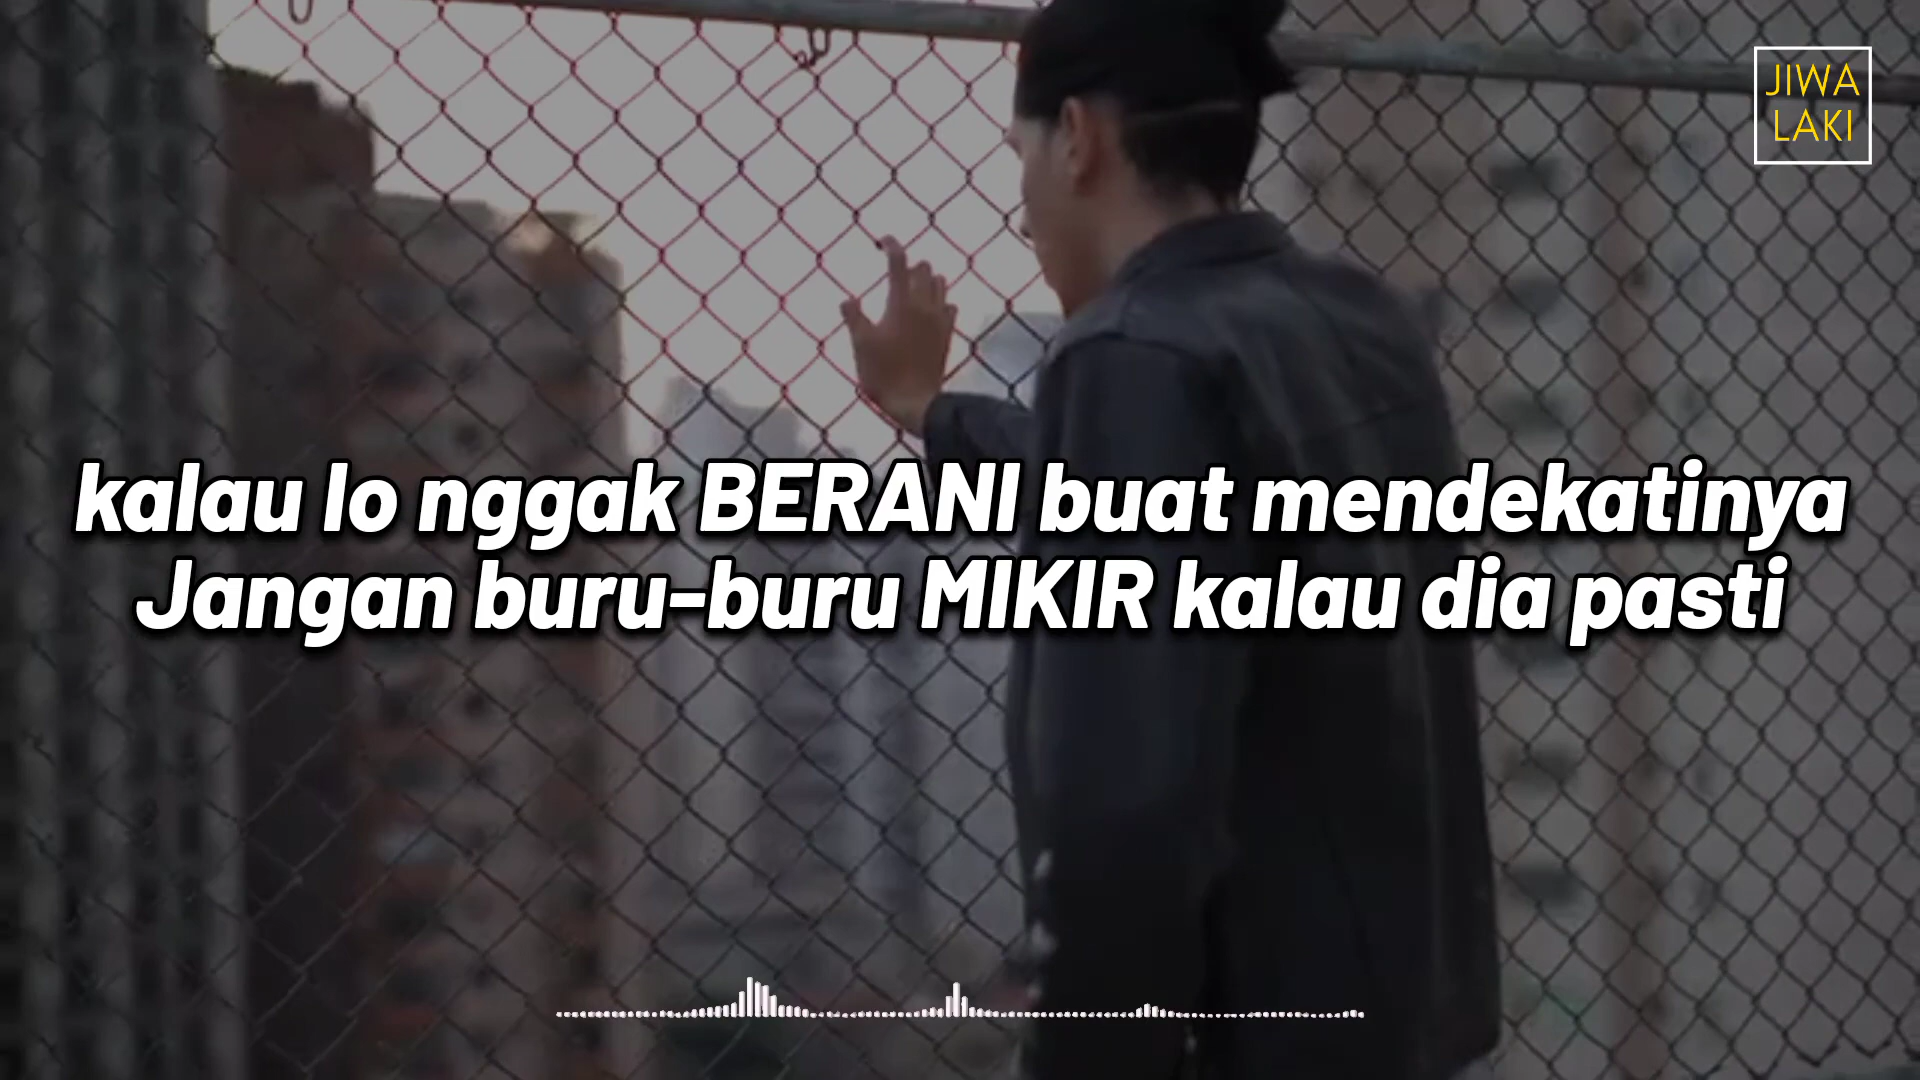 JIWA
LAKI
kalau lo nggak BERANI buat mendekatinya
Jangan buru-buru MIKIR kalau dia pasti